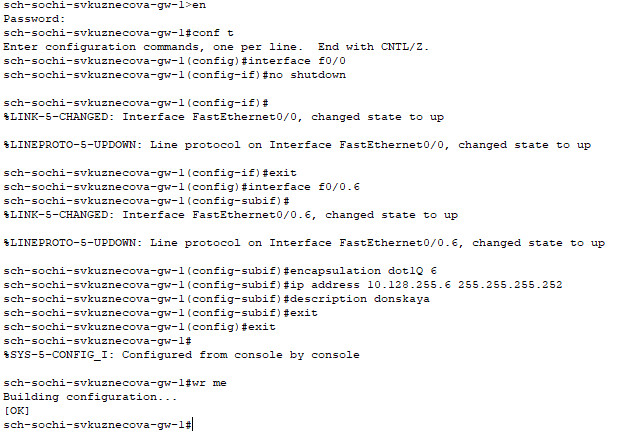 sch-sochi-svkuznecova-gw-1>en
Password:
sch-sochi-svkuznecova-gw-1#conf t
Enter configuration commands, one per line.  End with CNTL/Z.
sch-sochi-svkuznecova-gw-1(config)#interface f0/0
sch-sochi-svkuznecova-gw-1(config-if)#no shutdown
sch-sochi-svkuznecova-gw-1(config-if)#
%LINK-5-CHANGED: Interface FastEthernet0/0, changed state to up
%LINEPROTO-5-UPDOWN: Line protocol on Interface FastEthernet0/0, changed state to up
sch-sochi-svkuznecova-gw-1(config-if)#exit
sch-sochi-svkuznecova-gw-1(config)#interface f0/0.6
sch-sochi-svkuznecova-gw-1(config-subif)#
%LINK-5-CHANGED: Interface FastEthernet0/0.6, changed state to up
%LINEPROTO-5-UPDOWN: Line protocol on Interface FastEthernet0/0.6, changed state to up
sch-sochi-svkuznecova-gw-1(config-subif)#encapsulation dot1Q 6
sch-sochi-svkuznecova-gw-1(config-subif)#ip address 10.128.255.6 255.255.255.252
sch-sochi-svkuznecova-gw-1(config-subif)#description donskaya
sch-sochi-svkuznecova-gw-1(config-subif)#exit
sch-sochi-svkuznecova-gw-1(config)#exit
sch-sochi-svkuznecova-gw-1#
%SYS-5-CONFIG_I: Configured from console by console
sch-sochi-svkuznecova-gw-1#wr me
Building configuration...
[OK]
sch-sochi-svkuznecova-gw-1#